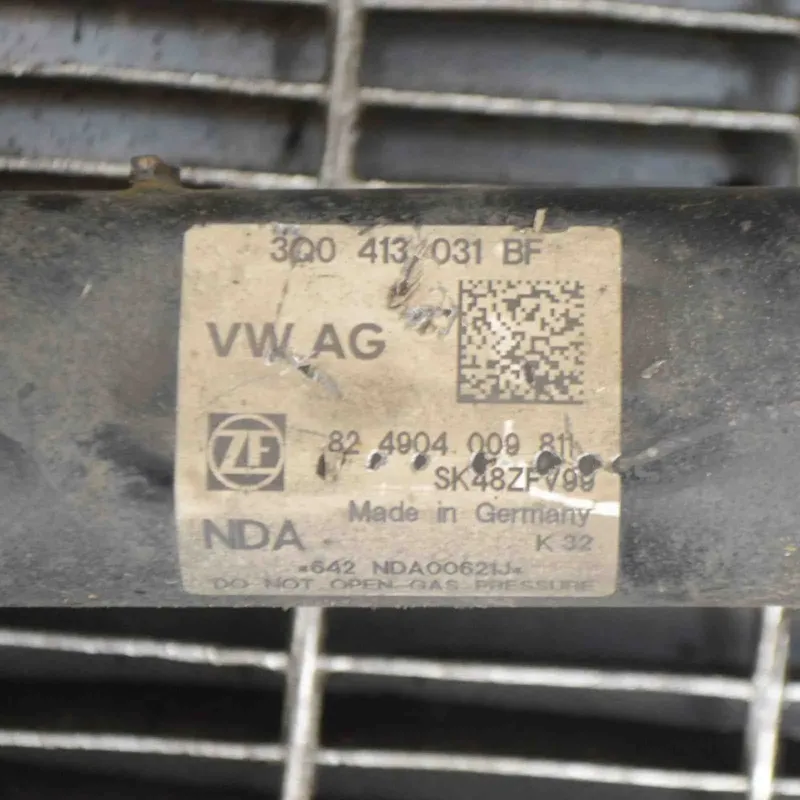 3Q0 413 031 BF
VW AG
ZF
82 4904 009 811
SK48ZFV99
Made in Germany
NDA
K 32
*642 NDA00621J*
DO NOT OPEN GAS PRESSURE